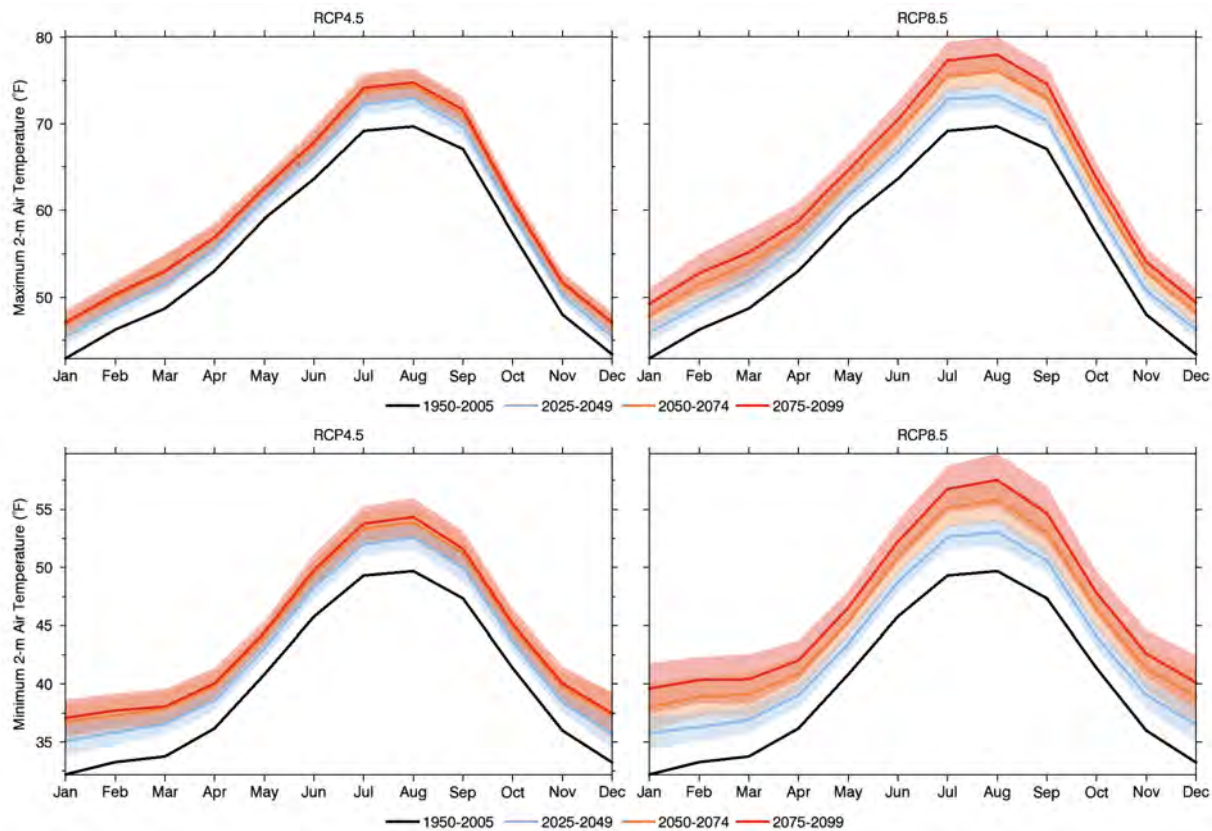 RCP4.5 RCP8.5
80
70
60
50
Maximum 2-m Air Temperature (°F)
Jan Feb Mar Apr May Jun Jul Aug Sep Oct Nov Dec Jan Feb Mar Apr May Jun Jul Aug Sep Oct Nov Dec
1950-2005 2025-2049 2050-2074 2075-2099
RCP4.5 RCP8.5
55
50
45
40
35
Minimum 2-m Air Temperature (°F)
Jan Feb Mar Apr May Jun Jul Aug Sep Oct Nov Dec Jan Feb Mar Apr May Jun Jul Aug Sep Oct Nov Dec
1950-2005 2025-2049 2050-2074 2075-2099